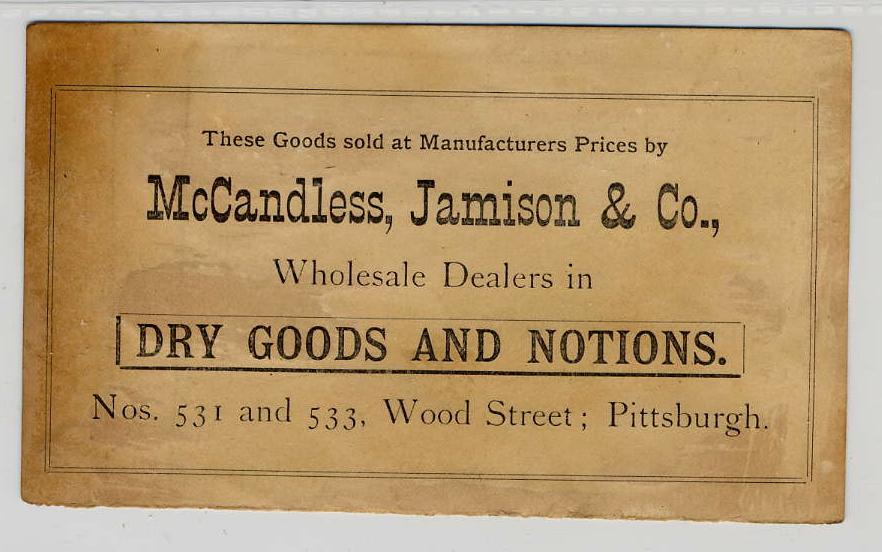 These Goods sold at Manufacturers Prices by
McCandless, Jamison & Co.,
Wholesale Dealers in
DRY GOODS AND NOTIONS.
Nos. 531 and 533, Wood Street; Pittsburgh.